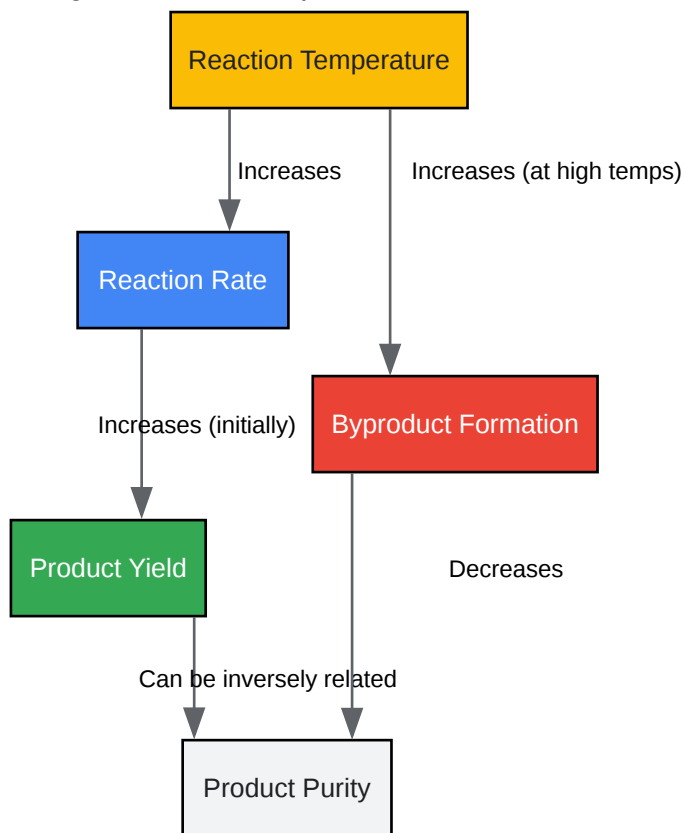 Reaction Temperature
Increases
Increases (at high temps)
Reaction Rate
Increases (initially)
Byproduct Formation
Product Yield
Decreases
Can be inversely related
Product Purity